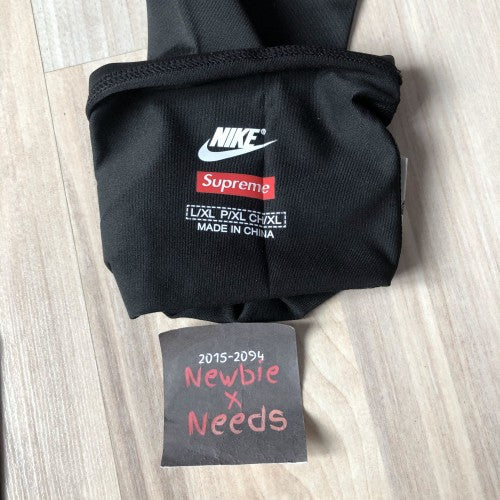 NIKE®
Supreme
L/XL P/XL CH/XL
MADE IN CHINA
2015-2094
Newbie
x
Needs